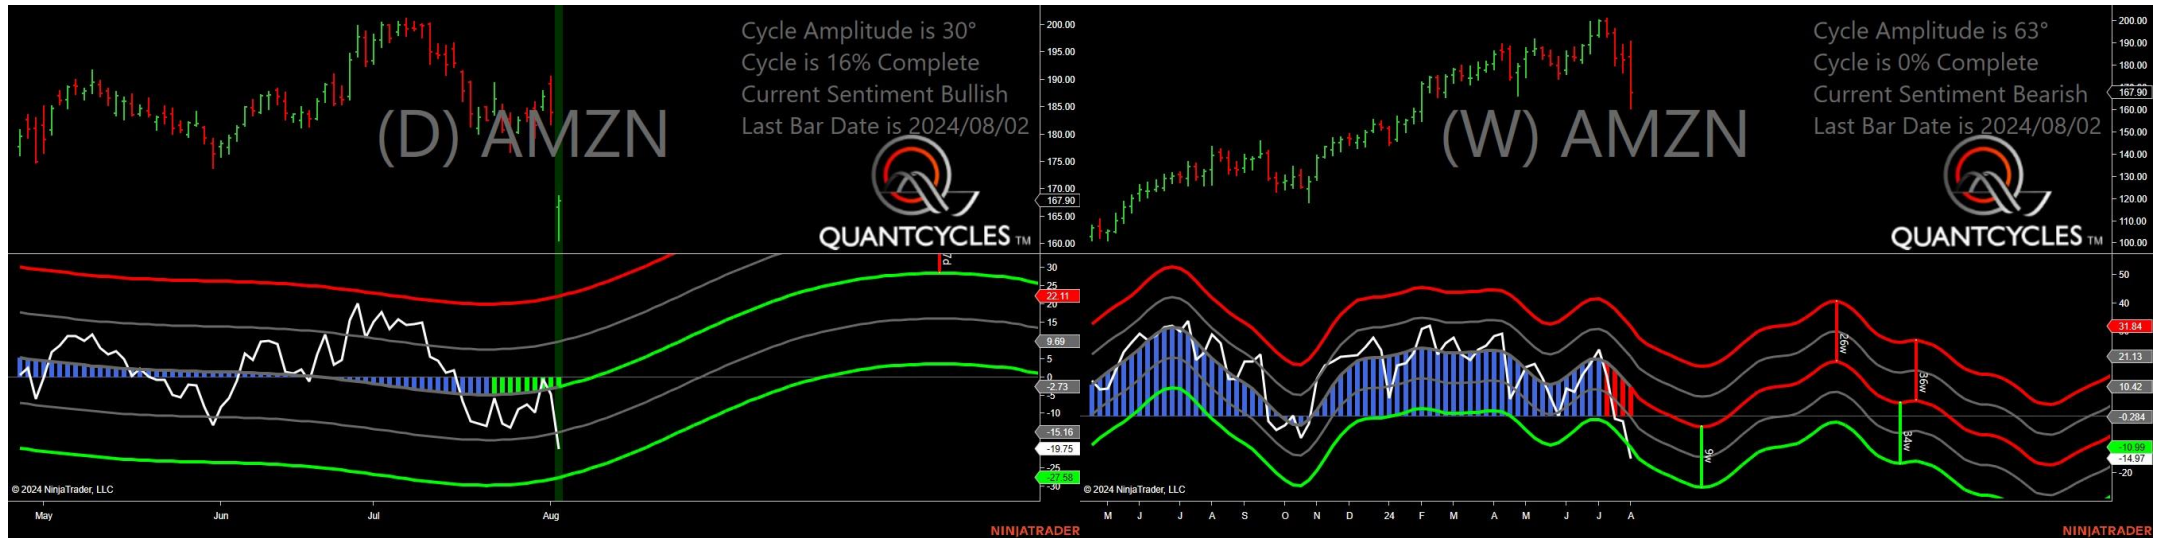 Cycle Amplitude is 30°
Cycle is 16% Complete
Current Sentiment Bullish
Last Bar Date is 2024/08/02
(D) AMZN
QUANTCYCLES TM
200.00
195.00
190.00
185.00
180.00
175.00
170.00
167.90
165.00
160.00
7d
30
25
22.11
20
15
9.69
5
0
-2.73
-5
-10
-15.16
-19.75
-25
-27.58
-30
© 2024 NinjaTrader, LLC
May Jun Jul Aug
NINJATRADER
Cycle Amplitude is 63°
Cycle is 0% Complete
Current Sentiment Bearish
Last Bar Date is 2024/08/02
(W) AMZN
QUANTCYCLES TM
200.00
190.00
180.00
167.90
160.00
150.00
140.00
130.00
120.00
110.00
100.00
26w
36w
9w
34w
50
40
31.84
21.13
10.42
-0.284
-10.99
-14.97
-20
© 2024 NinjaTrader, LLC
M J J A S O N D 24 F M A M J J A
NINJATRADER